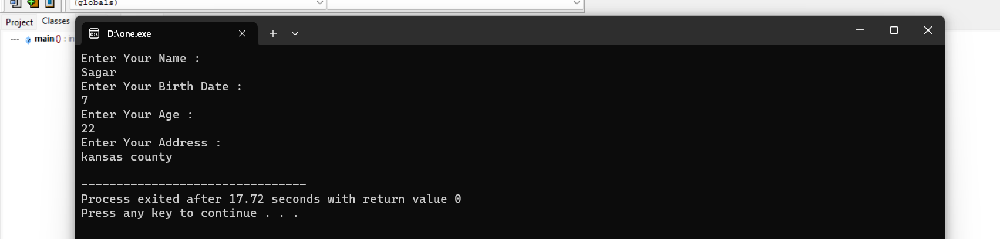 (globals)
Project Classes
main () : in
D:\one.exe
Enter Your Name :
Sagar
Enter Your Birth Date :
7
Enter Your Age :
22
Enter Your Address :
kansas county
--------------------------------
Process exited after 17.72 seconds with return value 0
Press any key to continue . . .